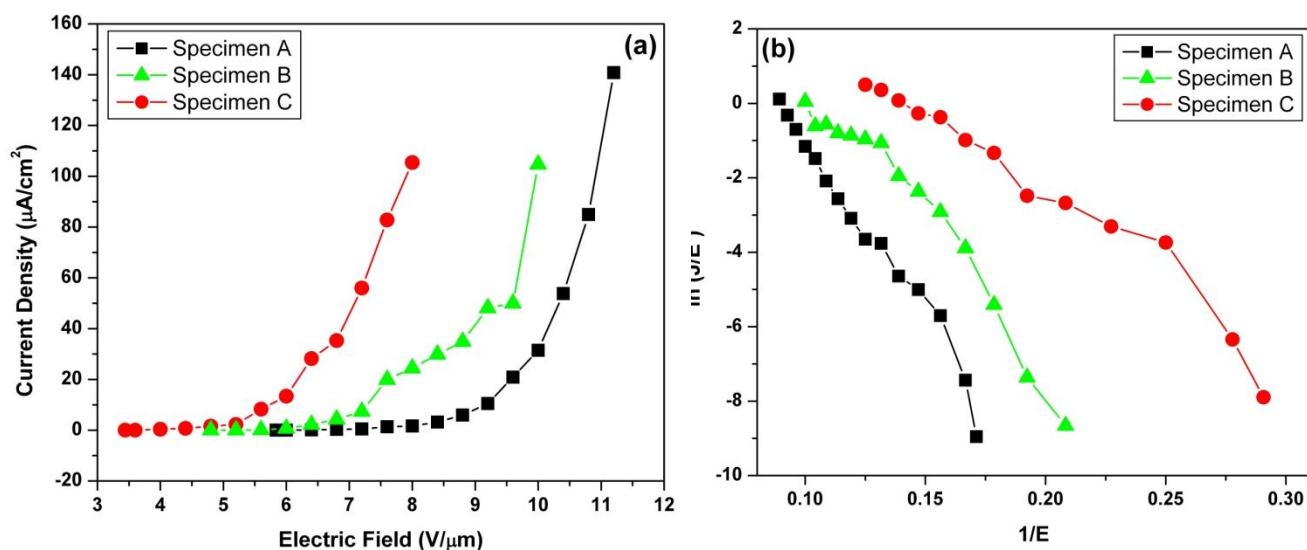 (a)
Specimen A
Specimen B
Specimen C
160
140
120
100
80
60
40
20
0
-20
Current Density (μA/cm²)
3 4 5 6 7 8 9 10 11 12
Electric Field (V/μm)
(b)
Specimen A
Specimen B
Specimen C
2
0
-2
-4
-6
-8
-10
0.10 0.15 0.20 0.25 0.30
1/E